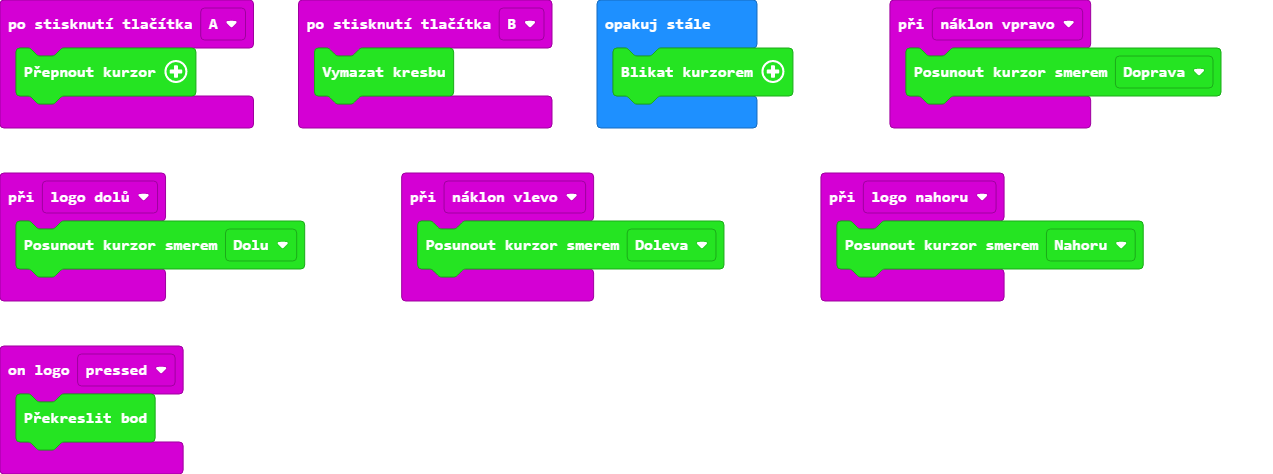 po stisknutí tlačítka A
Přepnout kurzor
po stisknutí tlačítka B
Vymazat kresbu
opakuj stále
Blikat kurzorem
při náklon vpravo
Posunout kurzor smerem Doprava
při logo dolů
Posunout kurzor smerem Dolu
při náklon vlevo
Posunout kurzor smerem Doleva
při logo nahoru
Posunout kurzor smerem Nahoru
on logo pressed
Překreslit bod